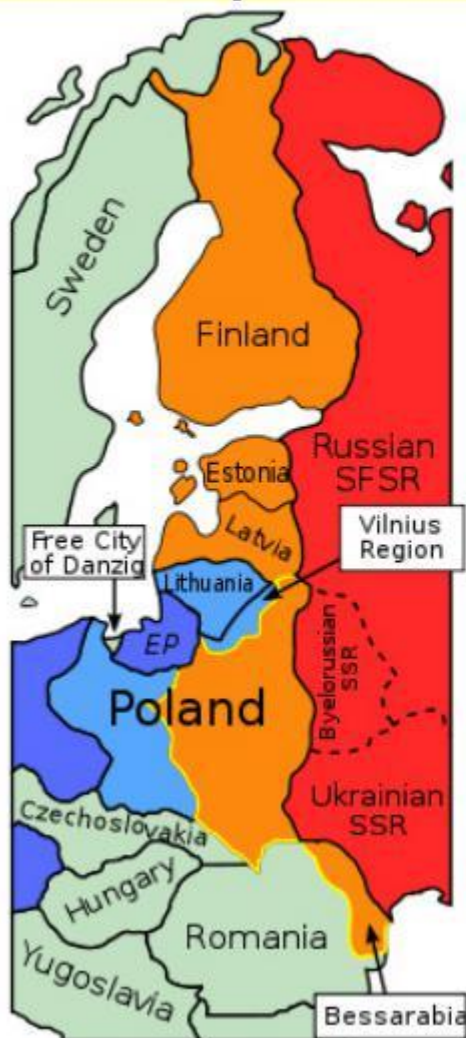 Sweden
Finland
Estonia
Russian
SFSR
Latvia
Free City
of Danzig
Vilnius
Region
Lithuania
EP
Byelorussian
SSR
Poland
Ukrainian
SSR
Czechoslovakia
Hungary
Romania
Yugoslavia
Bessarabia